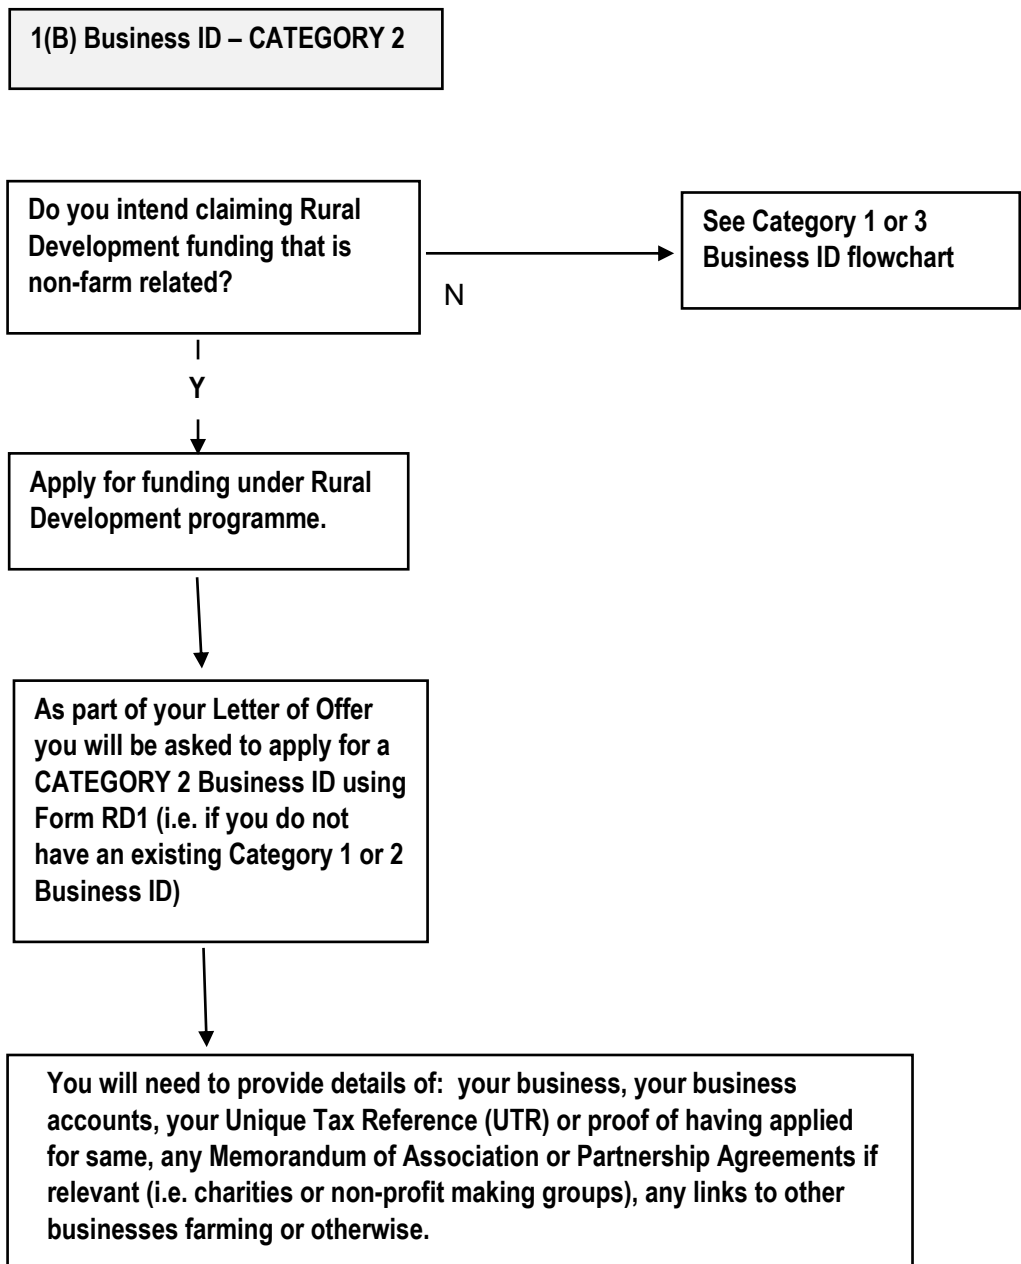 1(B) Business ID – CATEGORY 2
Do you intend claiming Rural
Development funding that is
non-farm related?
N
See Category 1 or 3
Business ID flowchart
Y
Apply for funding under Rural
Development programme.
As part of your Letter of Offer
you will be asked to apply for a
CATEGORY 2 Business ID using
Form RD1 (i.e. if you do not
have an existing Category 1 or 2
Business ID)
You will need to provide details of:  your business, your business
accounts, your Unique Tax Reference (UTR) or proof of having applied
for same, any Memorandum of Association or Partnership Agreements if
relevant (i.e. charities or non-profit making groups), any links to other
businesses farming or otherwise.